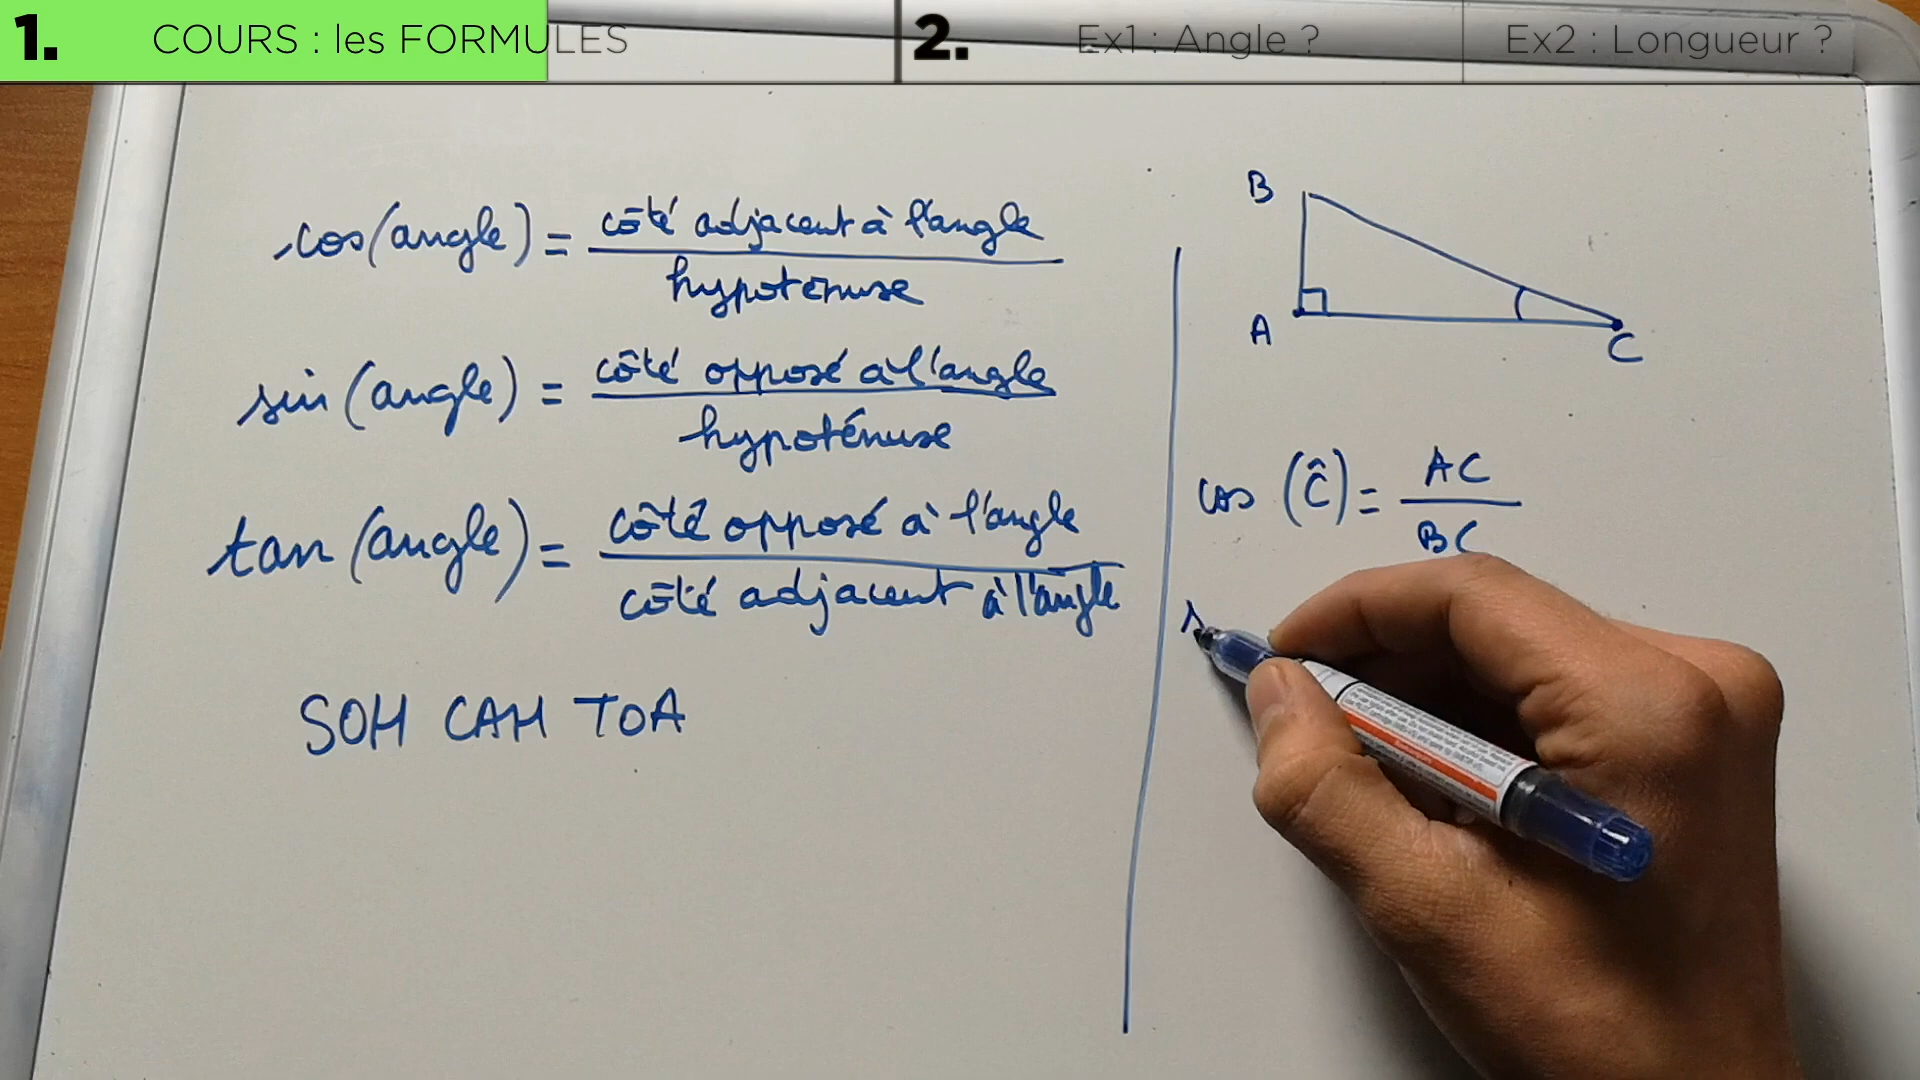 1. COURS : les FORMULES 2. Ex1 : Angle ? Ex2 : Longueur ?
cos(angle) = côté adjacent à l'angle
hypoténuse
sin (angle) = côté opposé à l'angle
hypoténuse
tan (angle) = côté opposé à l'angle
côté adjacent à l'angle
SOH CAH TOA
B
A
C
cos (Ĉ) = AC
BC
s